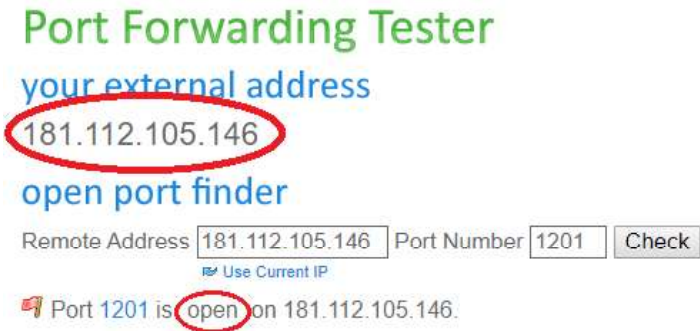 Port Forwarding Tester
your external address
181.112.105.146
open port finder
Remote Address 181.112.105.146 Port Number 1201 Check
Use Current IP
Port 1201 is open on 181.112.105.146.